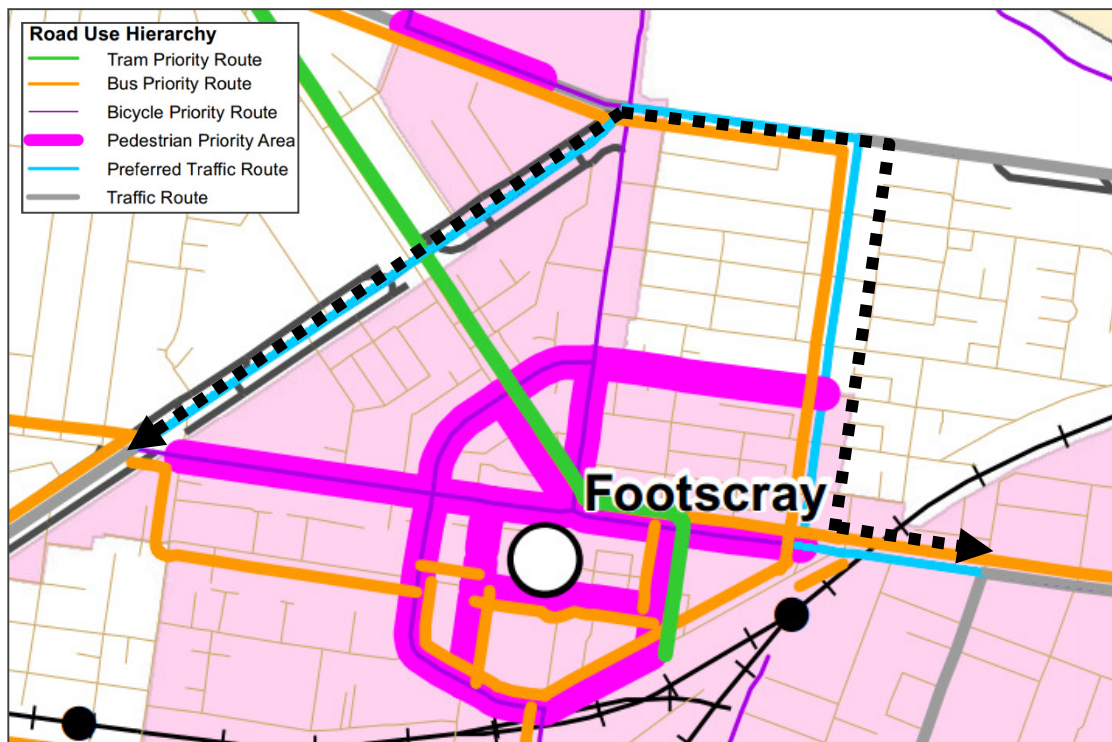 Road Use Hierarchy
Tram Priority Route
Bus Priority Route
Bicycle Priority Route
Pedestrian Priority Area
Preferred Traffic Route
Traffic Route
Footscray